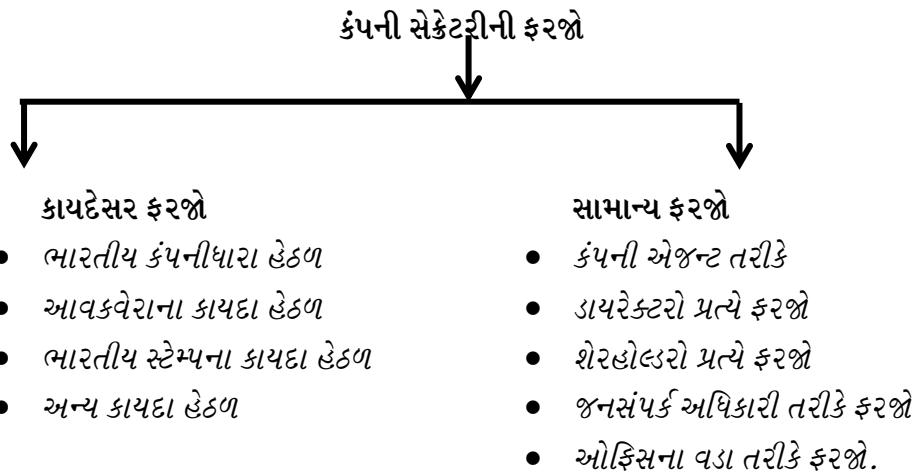 કંપની સેક્રેટરીની ફરજો
કાયદેસર ફરજો
• ભારતીય કંપનીધારા હેઠળ
• આવકવેરાના કાયદા હેઠળ
• ભારતીય સ્ટેમ્પના કાયદા હેઠળ
• અન્ય કાયદા હેઠળ
સામાન્ય ફરજો
• કંપની એજન્ટ તરીકે
• ડાયરેક્ટરો પ્રત્યે ફરજો
• શેરહોલ્ડરો પ્રત્યે ફરજો
• જનસંપર્ક અધિકારી તરીકે ફરજો
• ઓફિસના વડા તરીકે ફરજો.